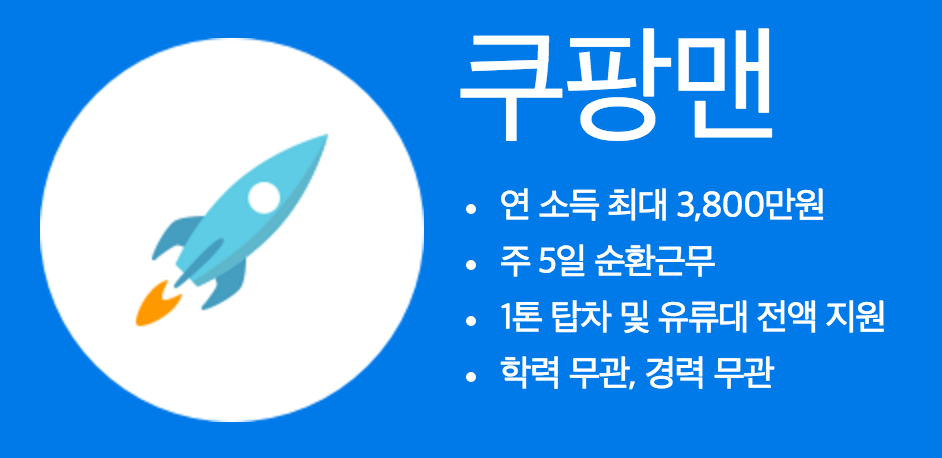 쿠팡맨
• 연 소득 최대 3,800만원
• 주 5일 순환근무
• 1톤 탑차 및 유류대 전액 지원
• 학력 무관, 경력 무관